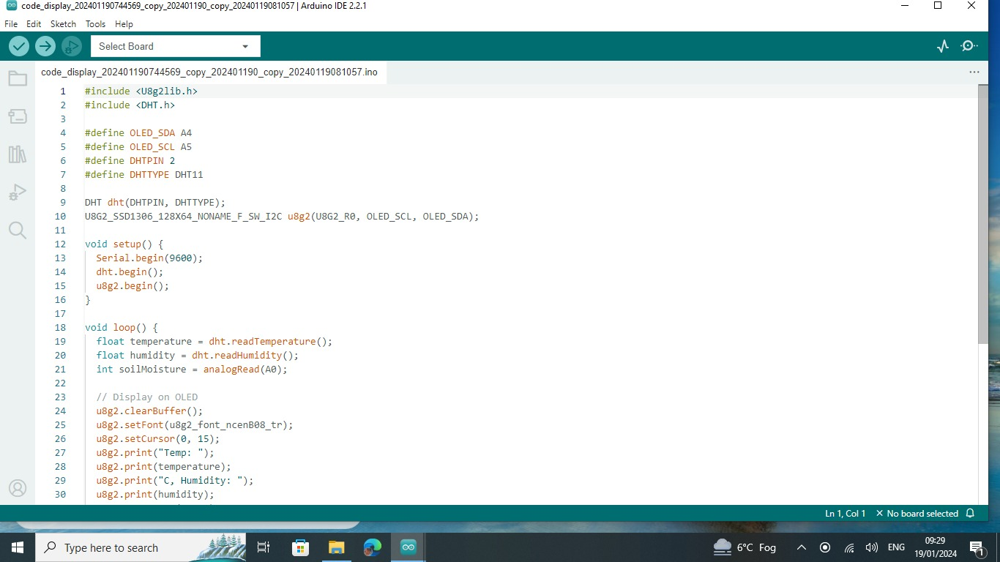 code_display_202401190744569_copy_202401190_copy_20240119081057 | Arduino IDE 2.2.1
File Edit Sketch Tools Help
Select Board
code_display_202401190744569_copy_202401190_copy_20240119081057.ino
1 #include <U8g2lib.h>
2 #include <DHT.h>
3
4 #define OLED_SDA A4
5 #define OLED_SCL A5
6 #define DHTPIN 2
7 #define DHTTYPE DHT11
8
9 DHT dht(DHTPIN, DHTTYPE);
10 U8G2_SSD1306_128X64_NONAME_F_SW_I2C u8g2(U8G2_R0, OLED_SCL, OLED_SDA);
11
12 void setup() {
13 Serial.begin(9600);
14 dht.begin();
15 u8g2.begin();
16 }
17
18 void loop() {
19 float temperature = dht.readTemperature();
20 float humidity = dht.readHumidity();
21 int soilMoisture = analogRead(A0);
22
23 // Display on OLED
24 u8g2.clearBuffer();
25 u8g2.setFont(u8g2_font_ncenB08_tr);
26 u8g2.setCursor(0, 15);
27 u8g2.print("Temp: ");
28 u8g2.print(temperature);
29 u8g2.print("C, Humidity: ");
30 u8g2.print(humidity);
Ln 1, Col 1 × No board selected
Type here to search 6°C Fog ENG 09:29
19/01/2024
1